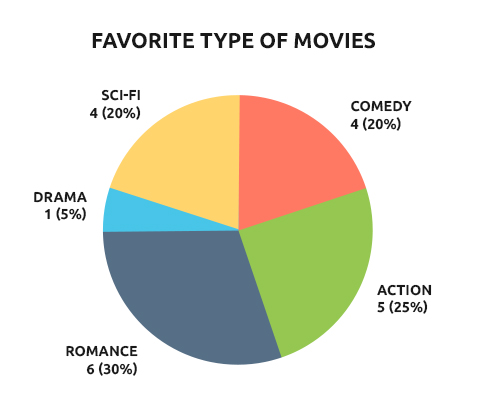 FAVORITE TYPE OF MOVIES
SCI-FI
4 (20%)
COMEDY
4 (20%)
DRAMA
1 (5%)
ACTION
5 (25%)
ROMANCE
6 (30%)